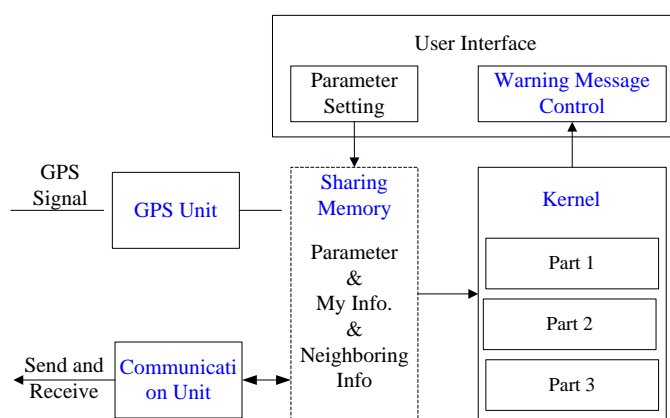 User Interface
Parameter
Setting
Warning Message
Control
GPS
Signal
GPS Unit
Sharing
Memory
Parameter
&
My Info.
&
Neighboring
Info
Kernel
Part 1
Part 2
Part 3
Send and
Receive
Communicati
on Unit